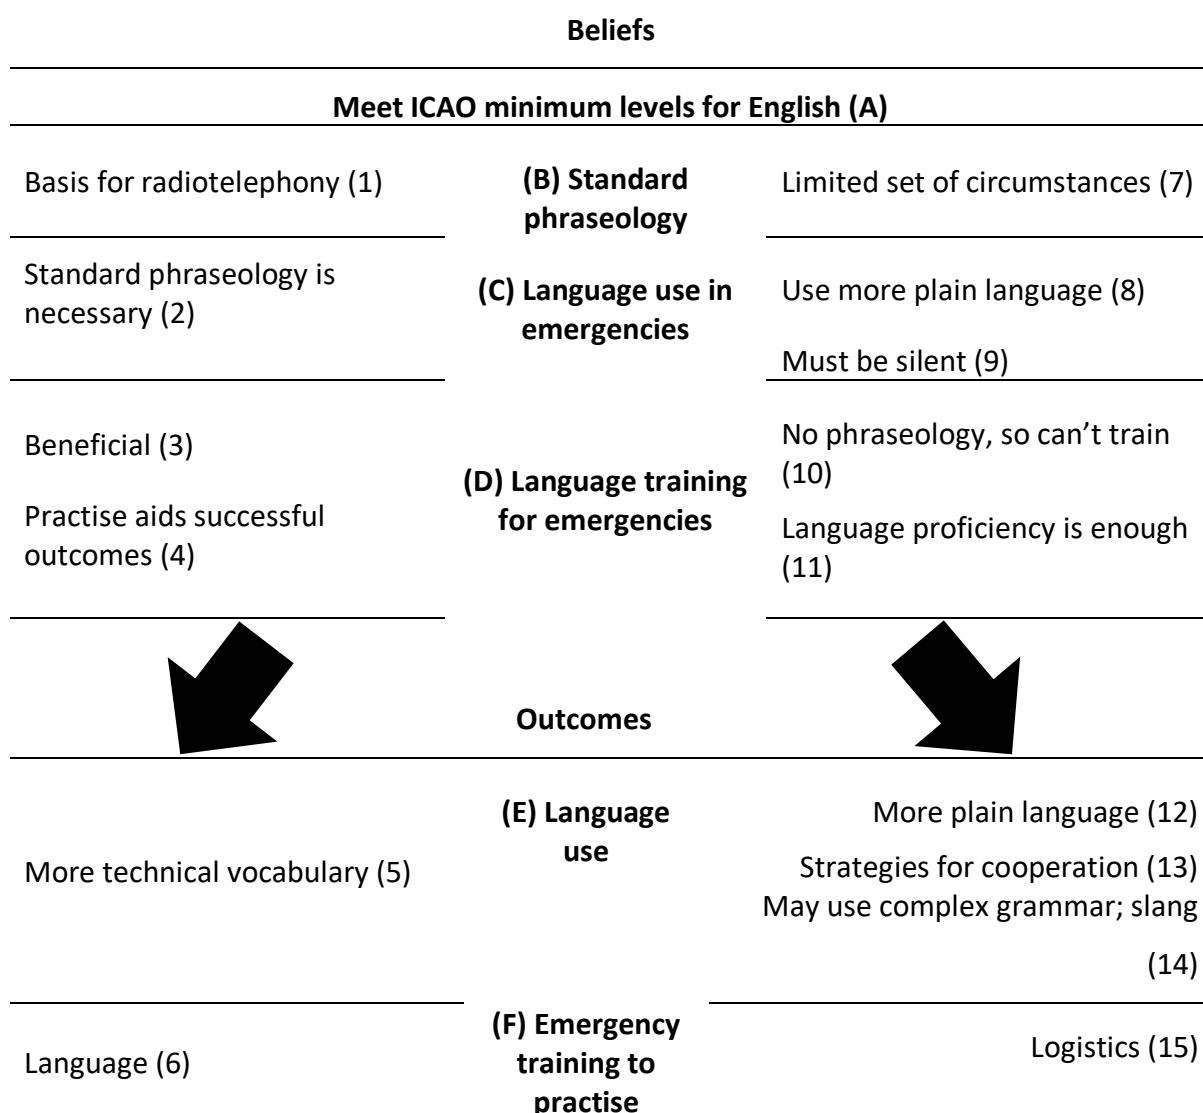 Beliefs
Meet ICAO minimum levels for English (A)
Basis for radiotelephony (1)
(B) Standard
phraseology
Limited set of circumstances (7)
Standard phraseology is
necessary (2)
(C) Language use in
emergencies
Use more plain language (8)
Must be silent (9)
Beneficial (3)
Practise aids successful
outcomes (4)
(D) Language training
for emergencies
No phraseology, so can’t train
(10)
Language proficiency is enough
(11)
Outcomes
More technical vocabulary (5)
(E) Language
use
More plain language (12)
Strategies for cooperation (13)
May use complex grammar; slang
(14)
Language (6)
(F) Emergency
training to
practise
Logistics (15)